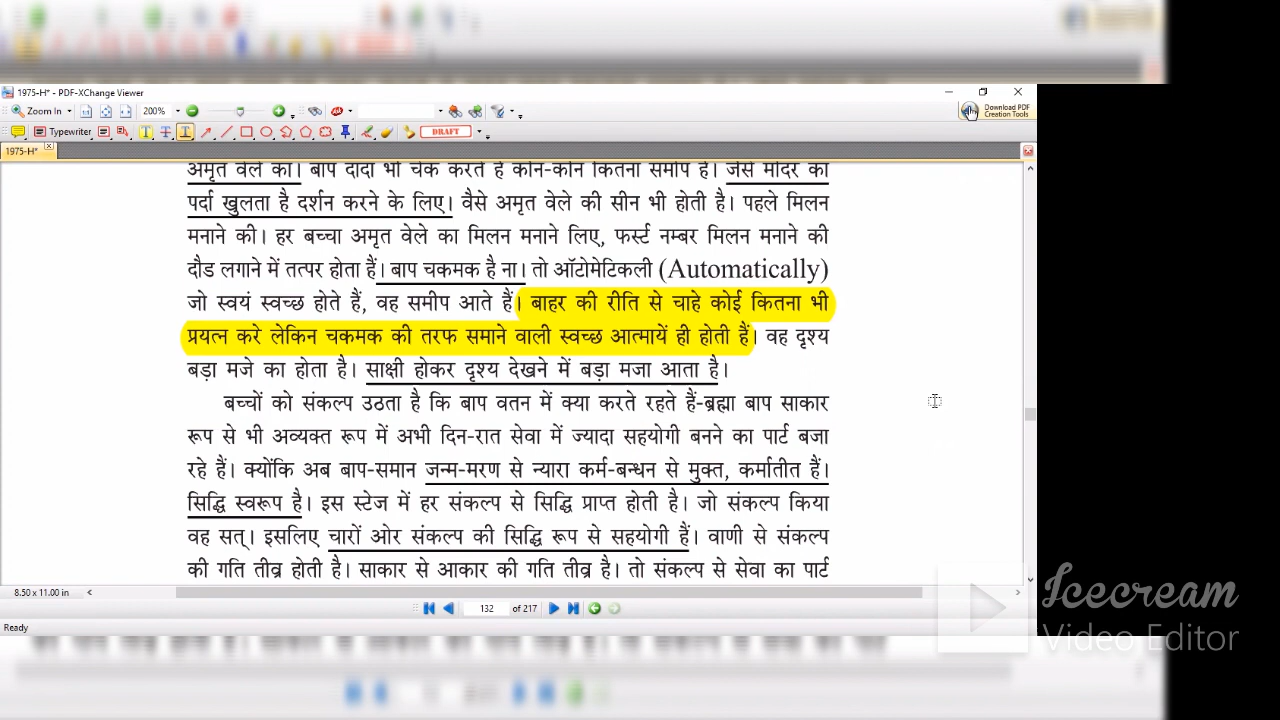 1975-H* - PDF-XChange Viewer
Zoom In 200% Download PDF
Creation Tools
Typewriter DRAFT
1975-H*
अमृत वेले का। बाप दादा भी चेक करते हैं कौन-कौन कितना समीप है। जैसे मंदिर का
पर्दा खुलता है दर्शन करने के लिए। वैसे अमृत वेले की सीन भी होती है। पहले मिलन
मनाने की। हर बच्चा अमृत वेले का मिलन मनाने लिए, फर्स्ट नम्बर मिलन मनाने की
दौड लगाने में तत्पर होता हैं। बाप चकमक है ना। तो ऑटोमेटिकली (Automatically)
जो स्वयं स्वच्छ होते हैं, वह समीप आते हैं। बाहर की रीति से चाहे कोई कितना भी
प्रयत्न करे लेकिन चकमक की तरफ समाने वाली स्वच्छ आत्मायें ही होती हैं। वह दृश्य
बड़ा मजे का होता है। साक्षी होकर दृश्य देखने में बड़ा मजा आता है।
बच्चों को संकल्प उठता है कि बाप वतन में क्या करते रहते हैं-ब्रह्मा बाप साकार
रूप से भी अव्यक्त रूप में अभी दिन-रात सेवा में ज्यादा सहयोगी बनने का पार्ट बजा
रहे हैं। क्योंकि अब बाप-समान जन्म-मरण से न्यारा कर्म-बन्धन से मुक्त, कर्मातीत हैं।
सिद्धि स्वरूप है। इस स्टेज में हर संकल्प से सिद्धि प्राप्त होती है। जो संकल्प किया
वह सत्। इसलिए चारों ओर संकल्प की सिद्धि रूप से सहयोगी हैं। वाणी से संकल्प
की गति तीव्र होती है। साकार से आकार की गति तीव्र है। तो संकल्प से सेवा का पार्ट
8.50 x 11.00 in
132 of 217
Ready
Icecream
Video Editor